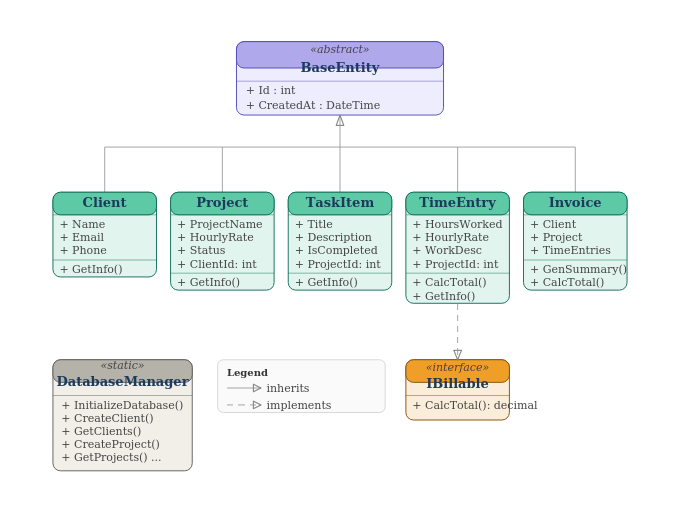 «abstract»
BaseEntity
+ Id : int
+ CreatedAt : DateTime
Client
+ Name
+ Email
+ Phone
+ GetInfo()
Project
+ ProjectName
+ HourlyRate
+ Status
+ ClientId: int
+ GetInfo()
TaskItem
+ Title
+ Description
+ IsCompleted
+ ProjectId: int
+ GetInfo()
TimeEntry
+ HoursWorked
+ HourlyRate
+ WorkDesc
+ ProjectId: int
+ CalcTotal()
+ GetInfo()
Invoice
+ Client
+ Project
+ TimeEntries
+ GenSummary()
+ CalcTotal()
«static»
DatabaseManager
+ InitializeDatabase()
+ CreateClient()
+ GetClients()
+ CreateProject()
+ GetProjects() ...
Legend
inherits
implements
«interface»
IBillable
+ CalcTotal(): decimal